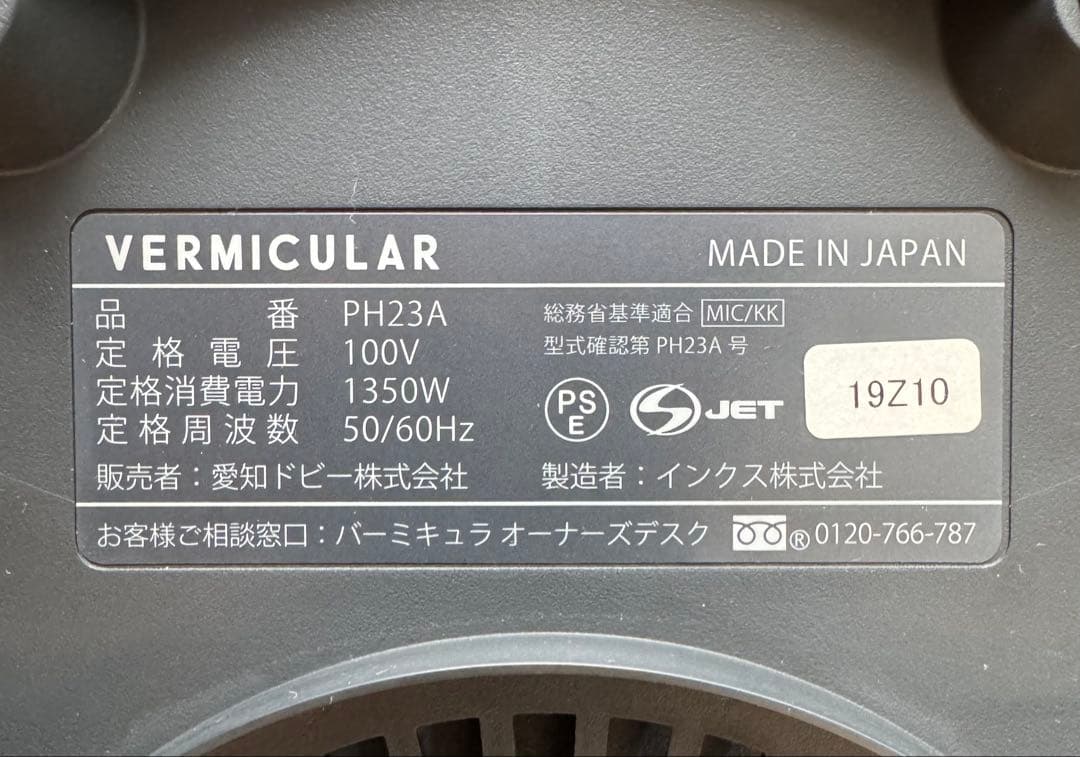 VERMICULAR MADE IN JAPAN
品番 PH23A
定格電圧 100V
定格消費電力 1350W
定格周波数 50/60Hz
総務省基準適合 MIC/KK
型式確認第 PH23A 号
PSE
S JET
19Z10
販売者：愛知ドビー株式会社 製造者：インクス株式会社
お客様ご相談窓口：バーミキュラ オーナーズデスク ® 0120-766-787